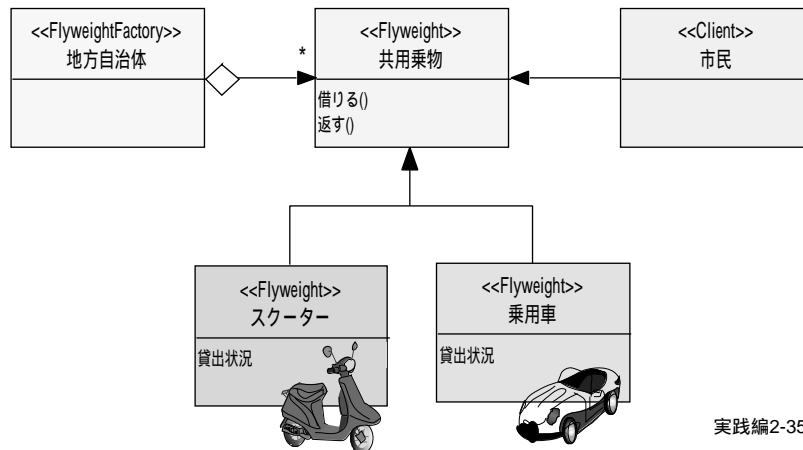 <<FlyweightFactory>>
地方自治体
*
<<Flyweight>>
共用乗物
借りる()
返す()
<<Client>>
市民
<<Flyweight>>
スクーター
貸出状況
<<Flyweight>>
乗用車
貸出状況
実践編2-35